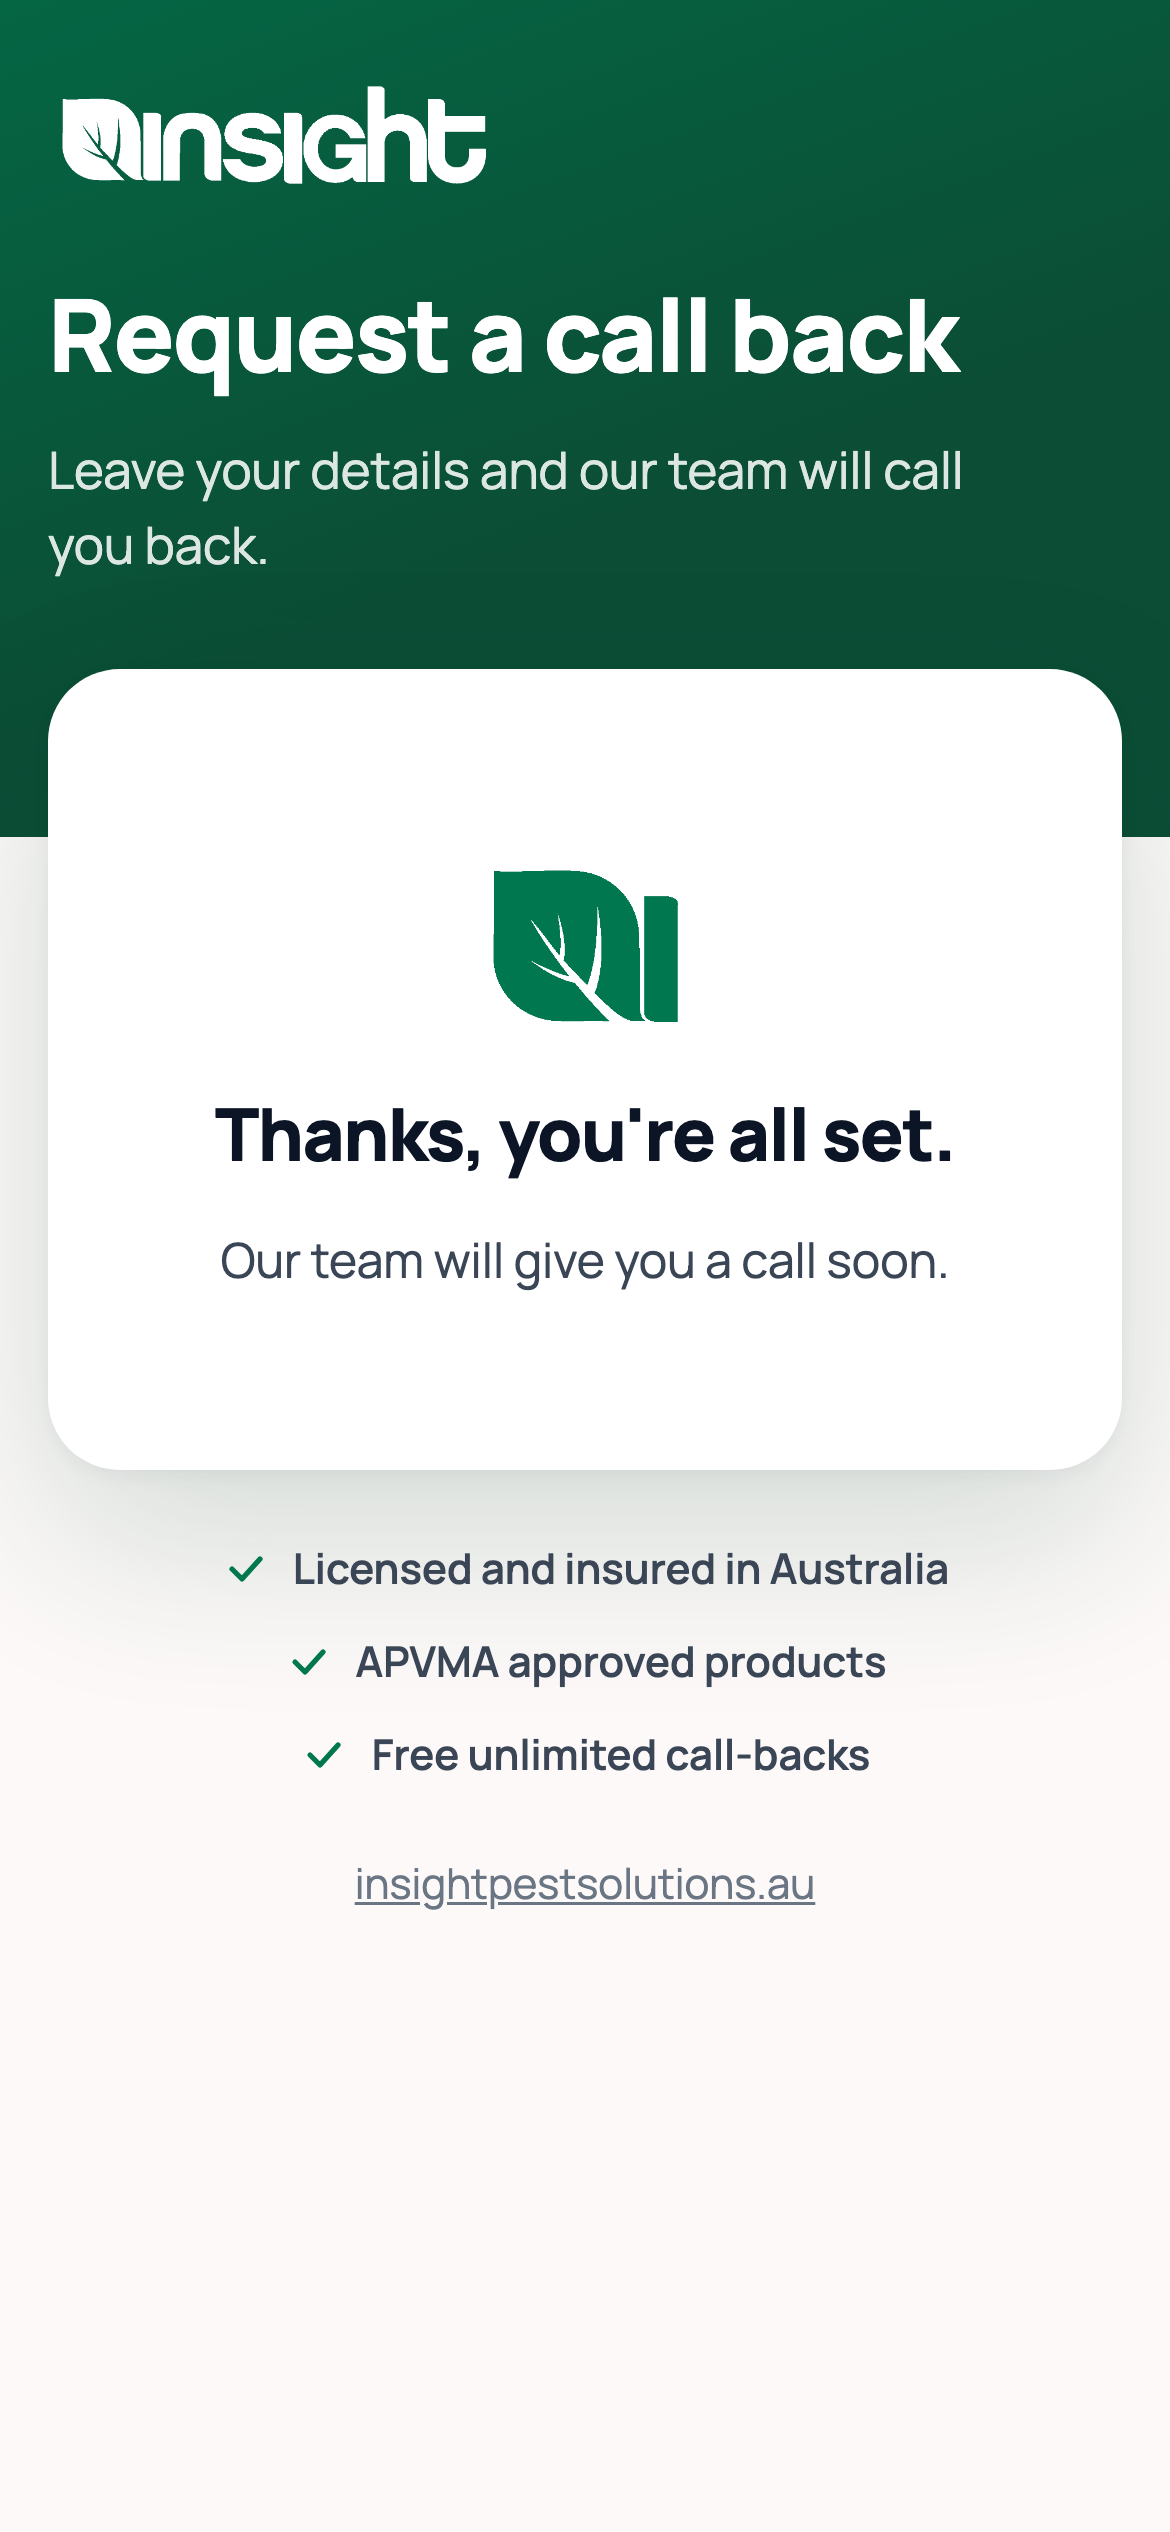 insight
Request a call back
Leave your details and our team will call
you back.
Thanks, you're all set.
Our team will give you a call soon.
Licensed and insured in Australia
APVMA approved products
Free unlimited call-backs
insightpestsolutions.au